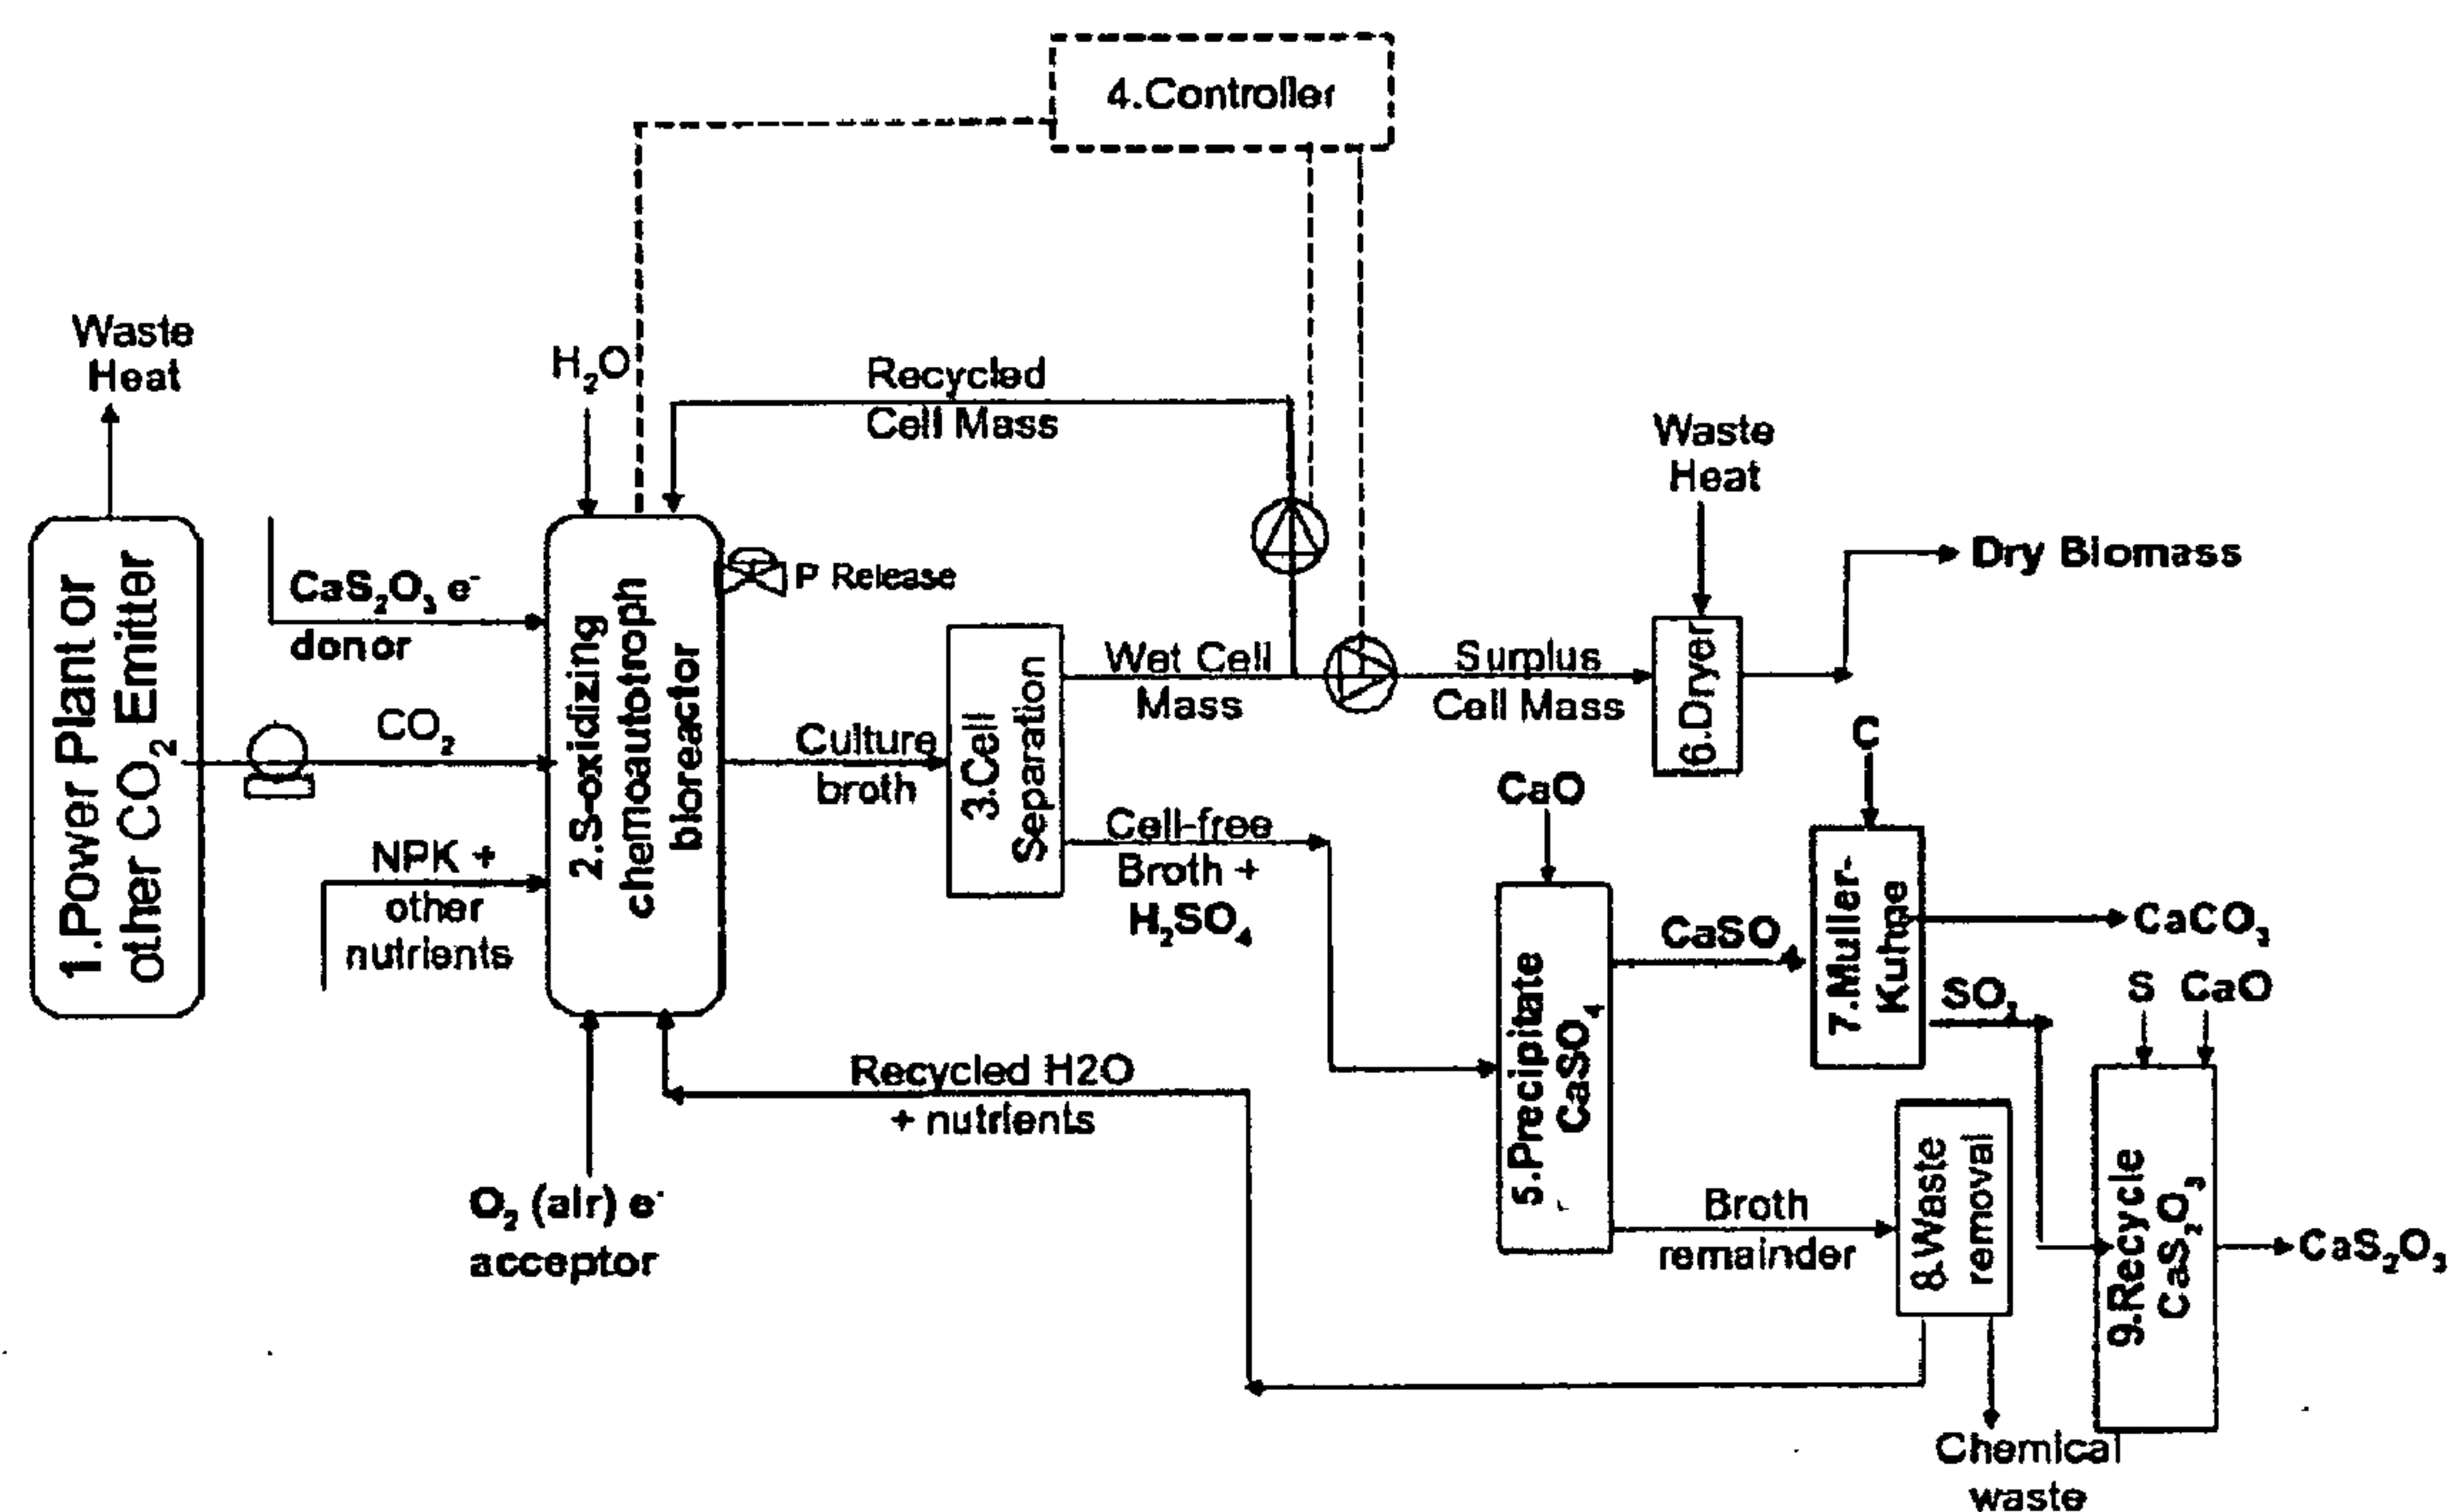 4.Controller
Waste
Heat
H₂O
Recycled
Cell Mass
Waste
Heat
Dry Biomass
1.Power Plant or
other CO₂ Emitter
CaS₂O₃ e⁻
donor
2.S-oxidizing
chemoautotroph
bioreactor
P Release
3.Cell
Separation
Wet Cell
Mass
Surplus
Cell Mass
6.Dryer
CO₂
Culture
broth
C
CaO
NPK +
other
nutrients
Cell-free
Broth +
H₂SO₄
5.Precipitate
CaSO₄
CaSO₄
7.Muller-
Kuhne
CaCO₃
SO₂
S CaO
Recycled H2O
+ nutrients
O₂ (air) e⁻
acceptor
Broth
remainder
8.Waste
removal
9.Recycle
CaS₂O₃
CaS₂O₃
Chemical
waste